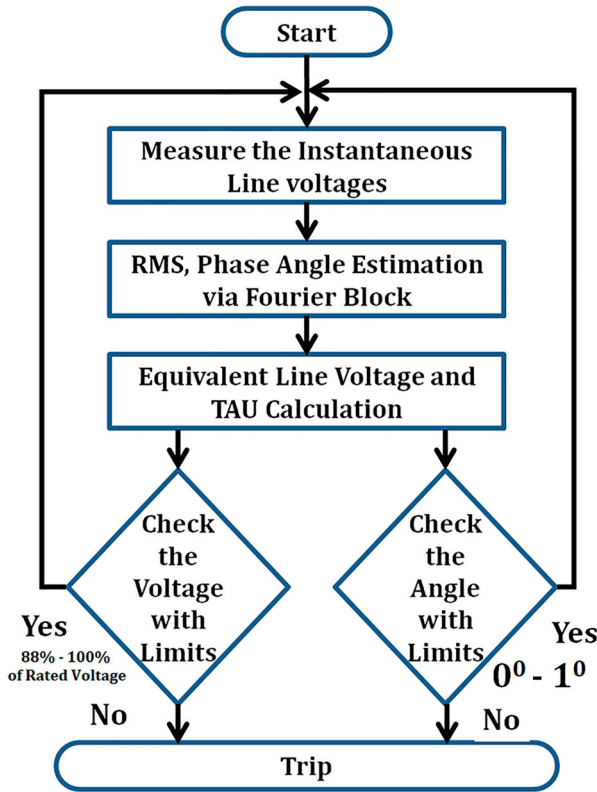 Start
Measure the Instantaneous
Line voltages
RMS, Phase Angle Estimation
via Fourier Block
Equivalent Line Voltage and
TAU Calculation
Check
the
Voltage
with
Limits
Yes
88% - 100%
of Rated Voltage
No
Check
the
Angle
with
Limits
Yes
0⁰ - 1⁰
No
Trip